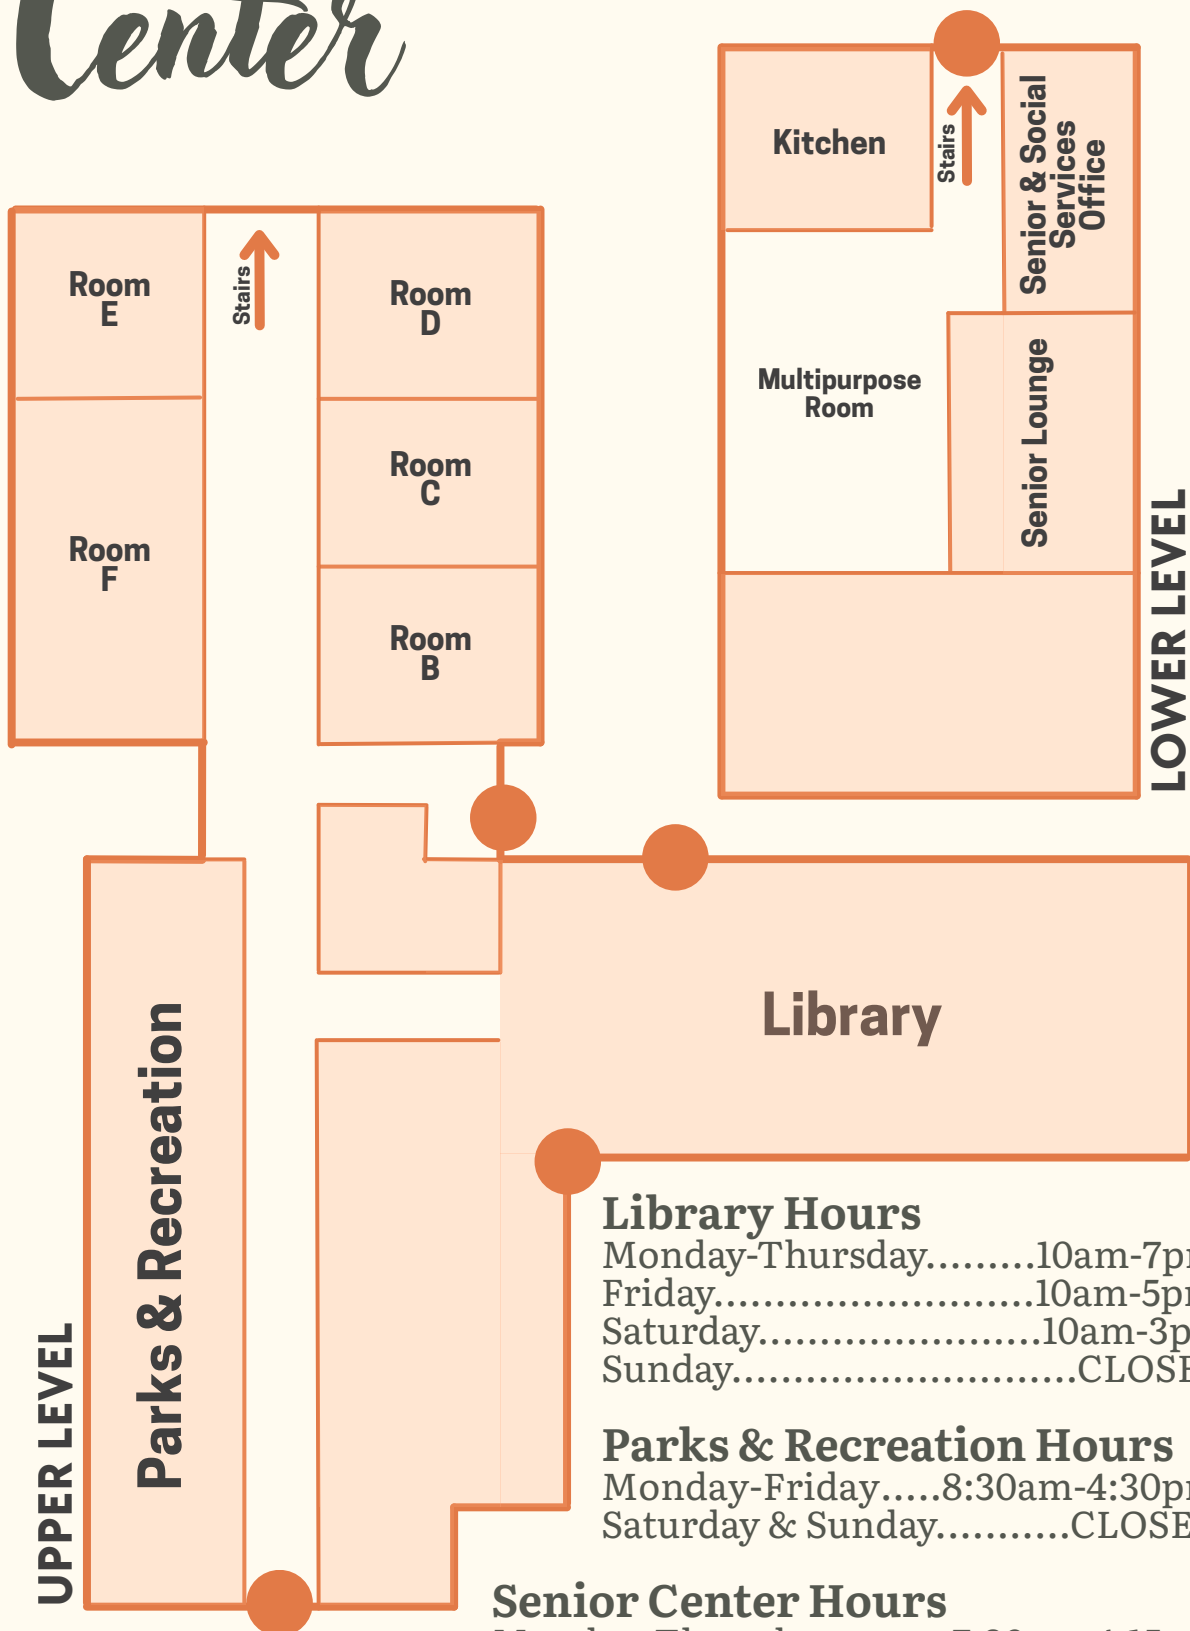 Center
Kitchen
Stairs
Senior & Social
Services
Office
Room
E
Stairs
Room
D
Multipurpose
Room
Senior Lounge
Room
C
Room
F
Room
B
LOWER LEVEL
Library
Parks & Recreation
UPPER LEVEL
Library Hours
Monday-Thursday.........10am-7p
Friday..........................10am-5p
Saturday.......................10am-3p
Sunday............................CLOSE
Parks & Recreation Hours
Monday-Friday.....8:30am-4:30p
Saturday & Sunday...........CLOSE
Senior Center Hours